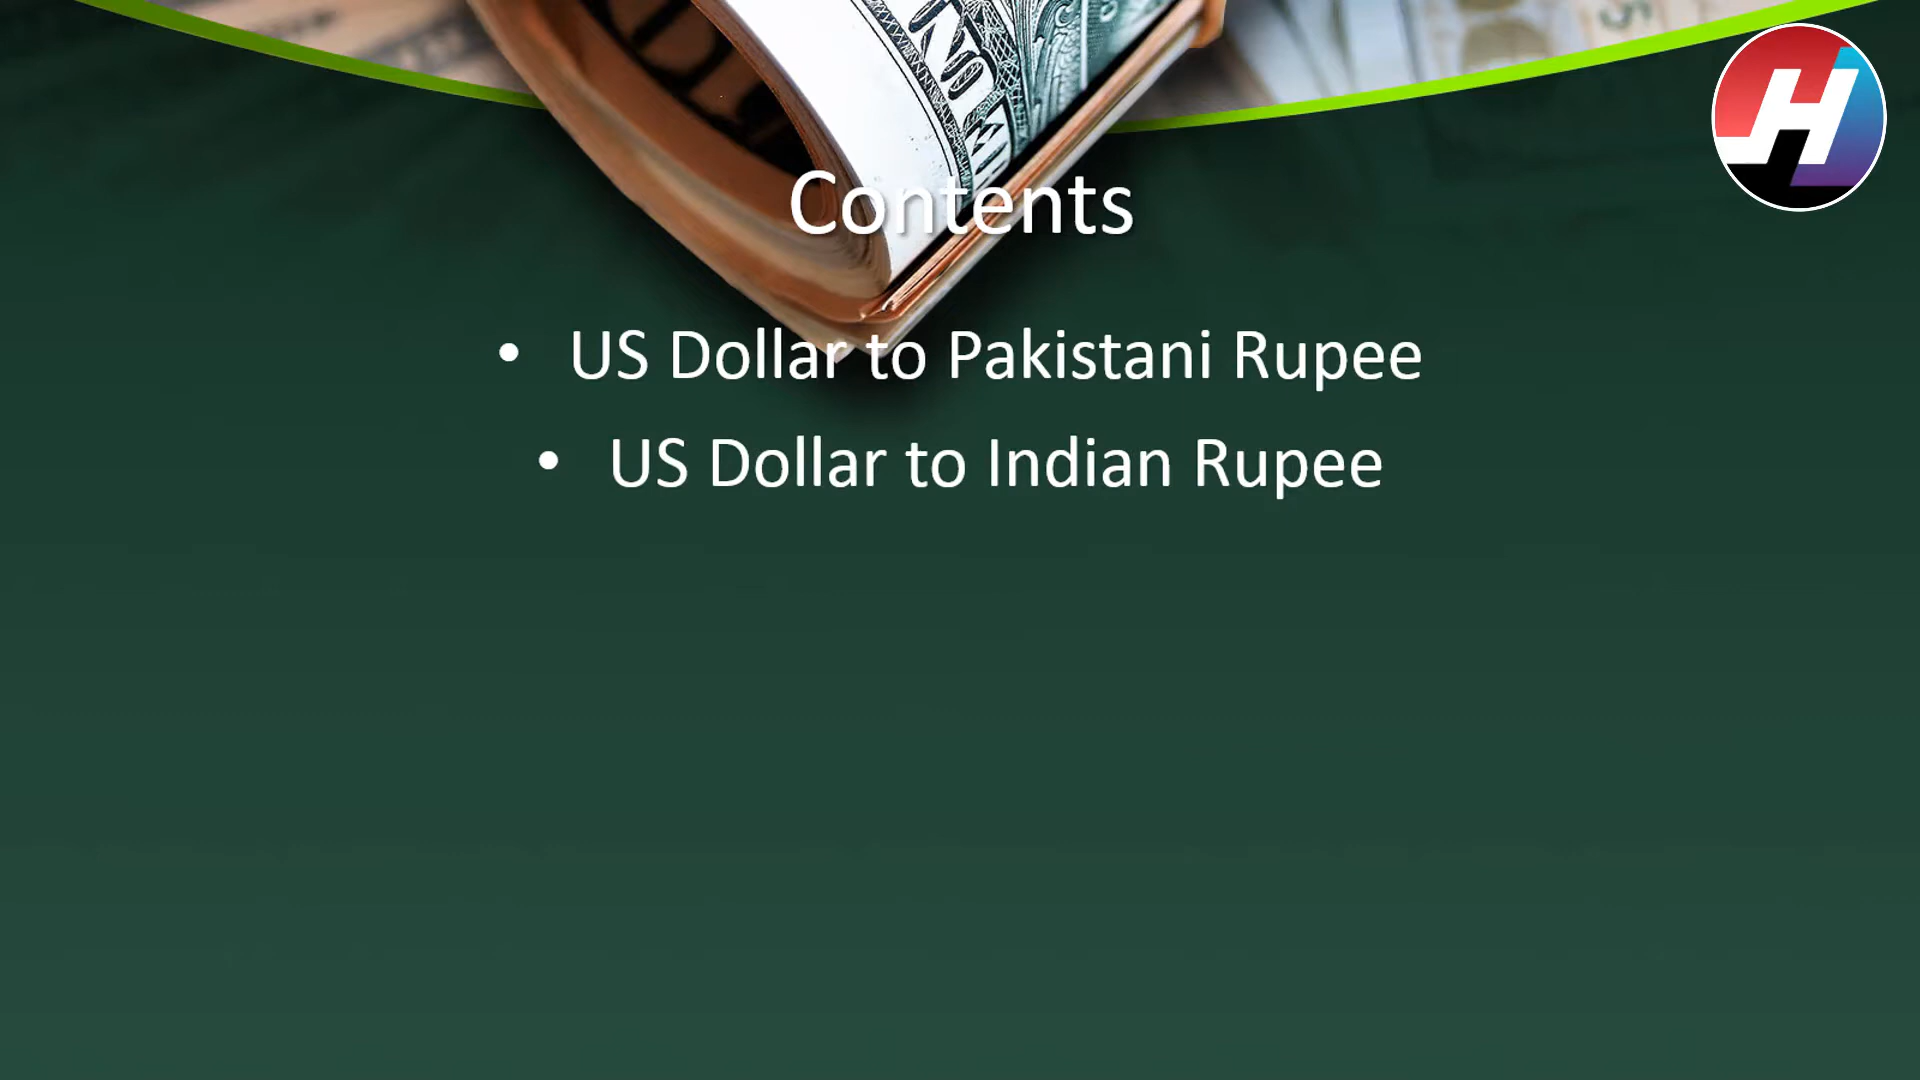 Contents
• US Dollar to Pakistani Rupee
• US Dollar to Indian Rupee